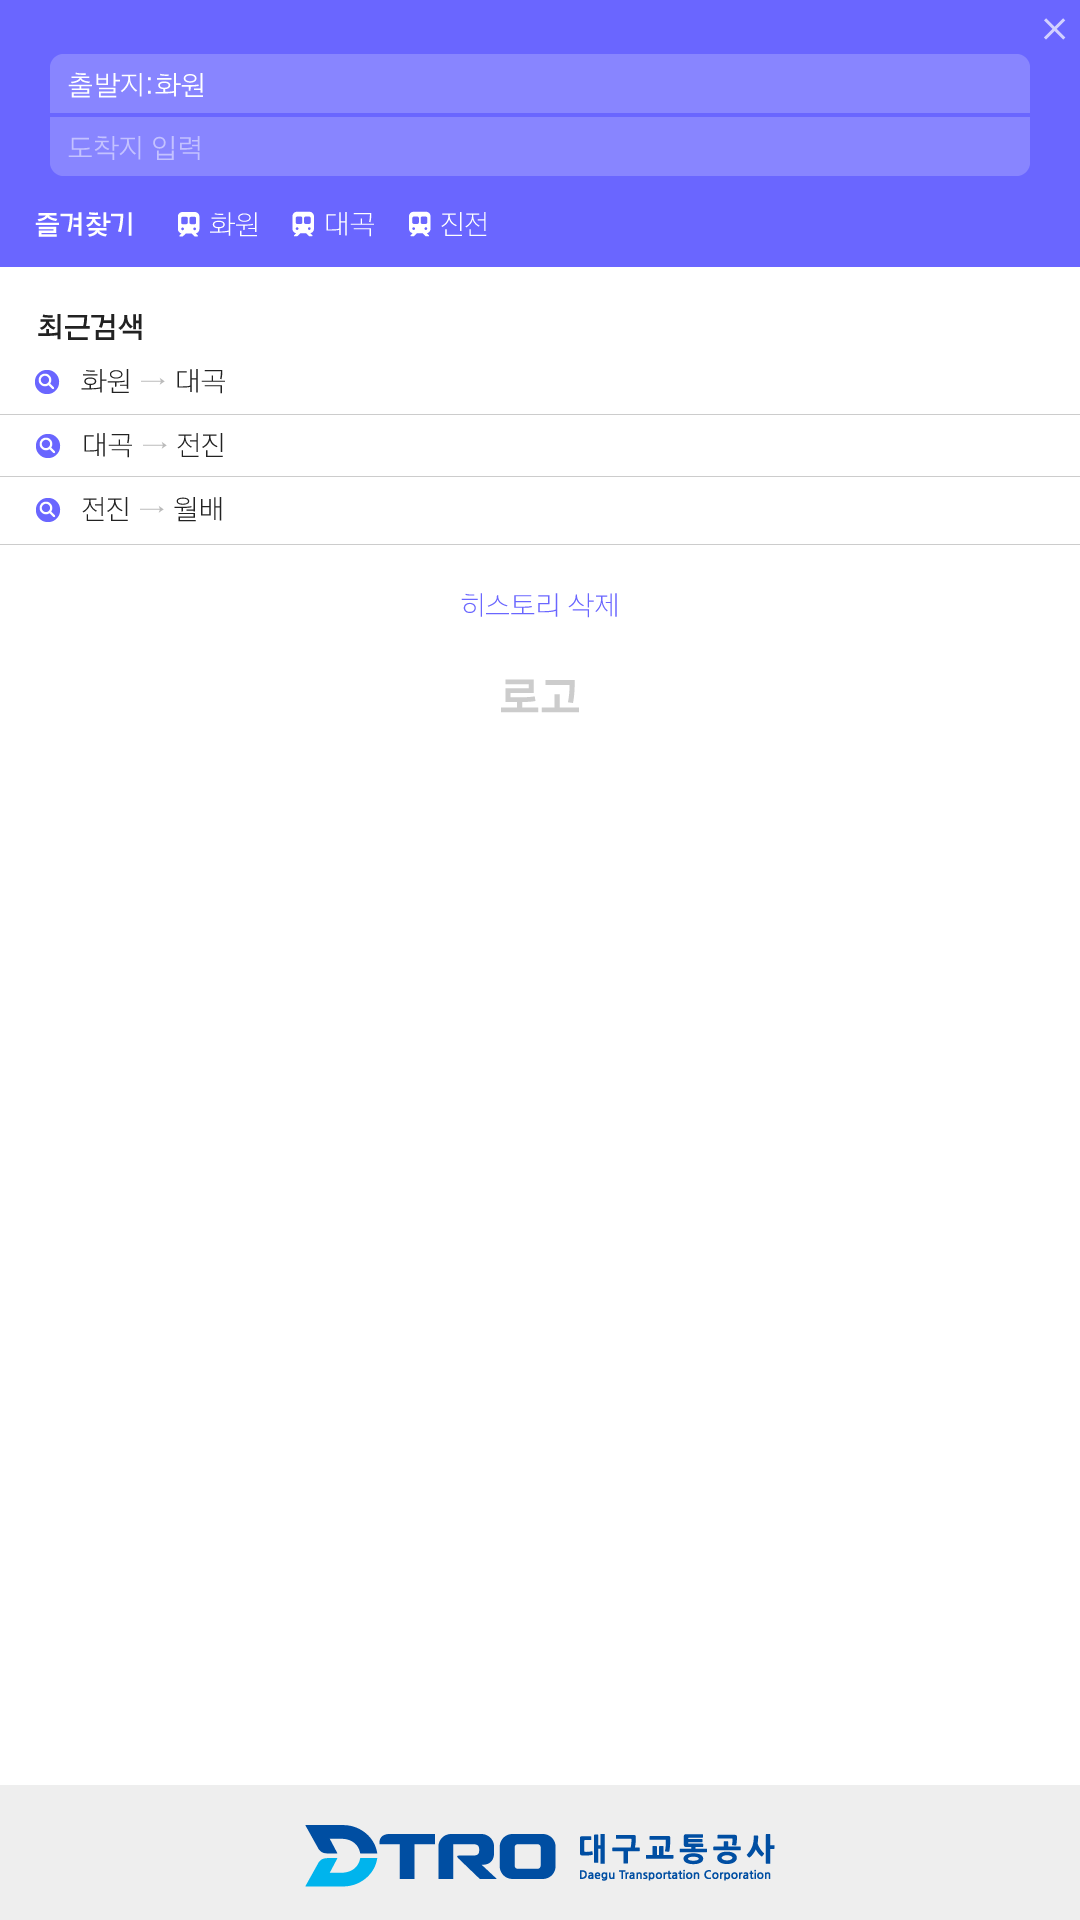 출발지:화원
도착지 입력
즐겨찾기 화원 대곡 진전
최근검색
화원 → 대곡
대곡 → 전진
전진 → 월배
히스토리 삭제
로고
DTRO 대구교통공사
Daegu Transportation Corporation